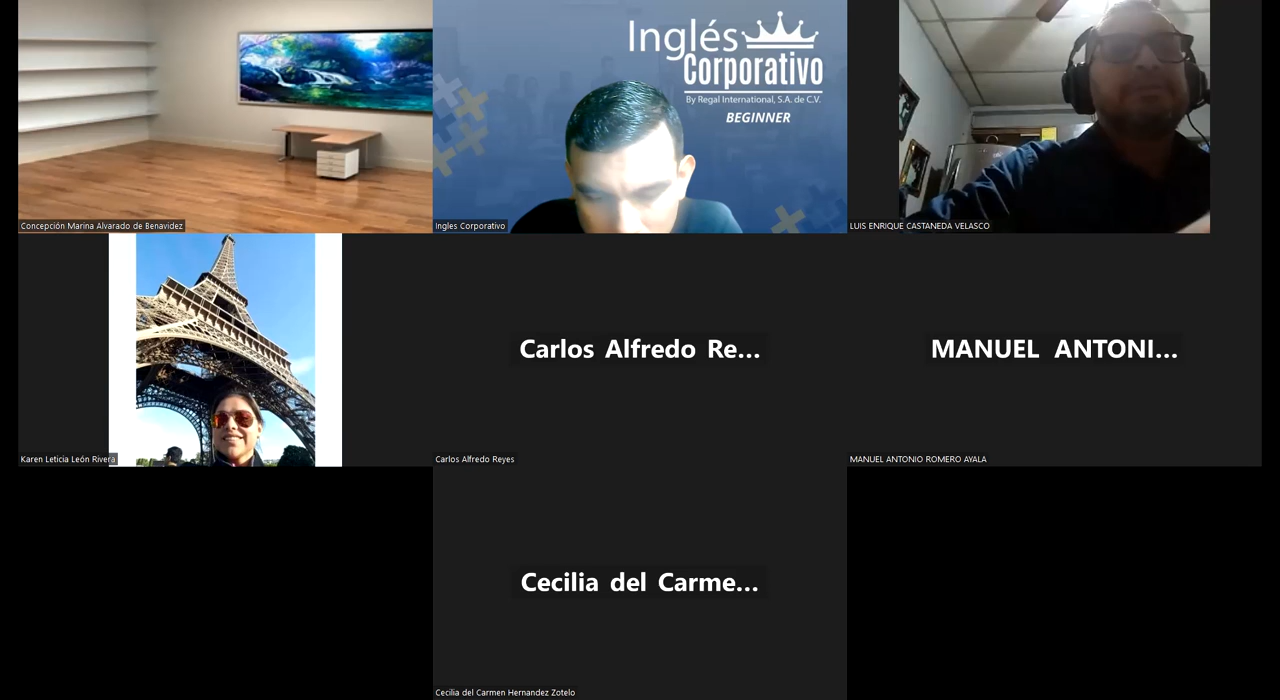 Inglés
Corporativo
By Regal International, S.A. de C.V.
BEGINNER
Concepción Marina Alvarado de Benavidez
Ingles Corporativo
LUIS ENRIQUE CASTANEDA VELASCO
Carlos Alfredo Re...
MANUEL ANTONI...
Karen Leticia León Rivera
Carlos Alfredo Reyes
MANUEL ANTONIO ROMERO AYALA
Cecilia del Carme...
Cecilia del Carmen Hernandez Zotelo